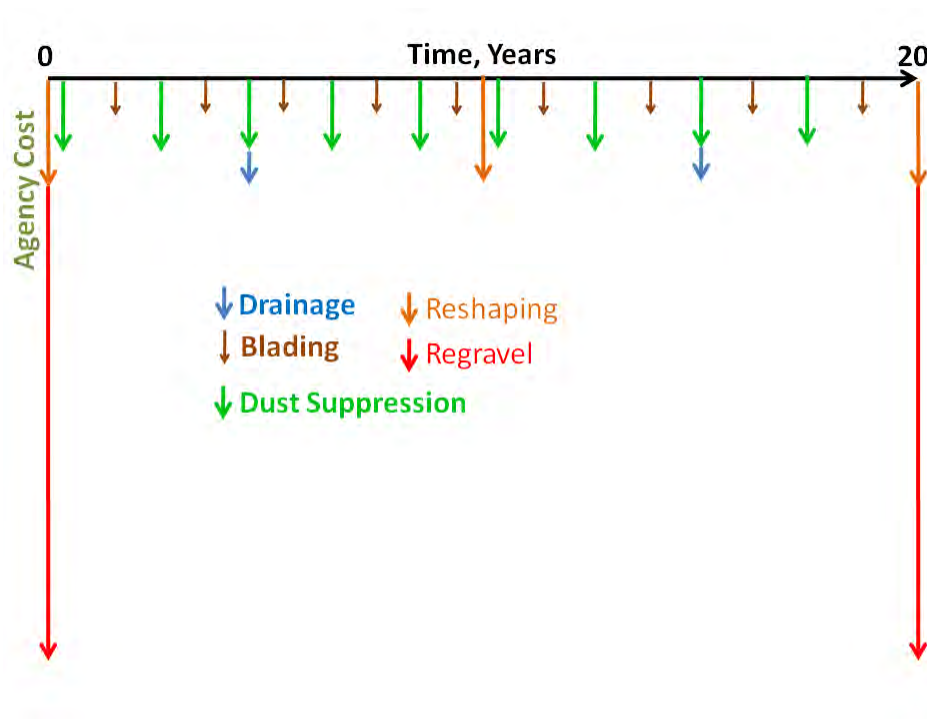 0
Time, Years
20
Agency Cost
Drainage
Reshaping
Blading
Regravel
Dust Suppression